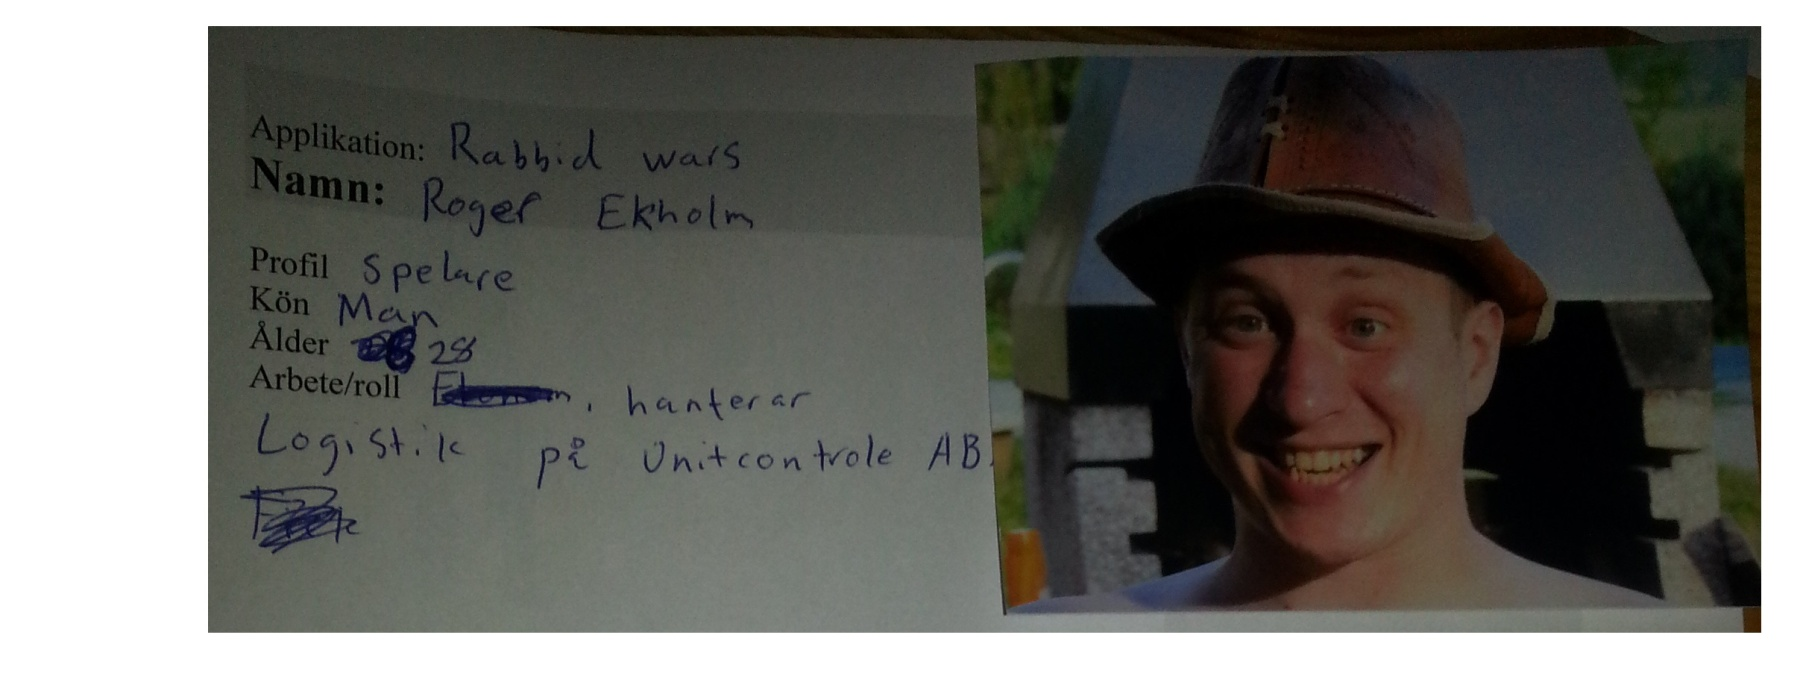 Applikation: Rabbid wars
Namn: Roger Ekholm
Profil Spelare
Kön Man
Ålder 28
Arbete/roll , hanterar
Logistik på Unitcontrole AB.